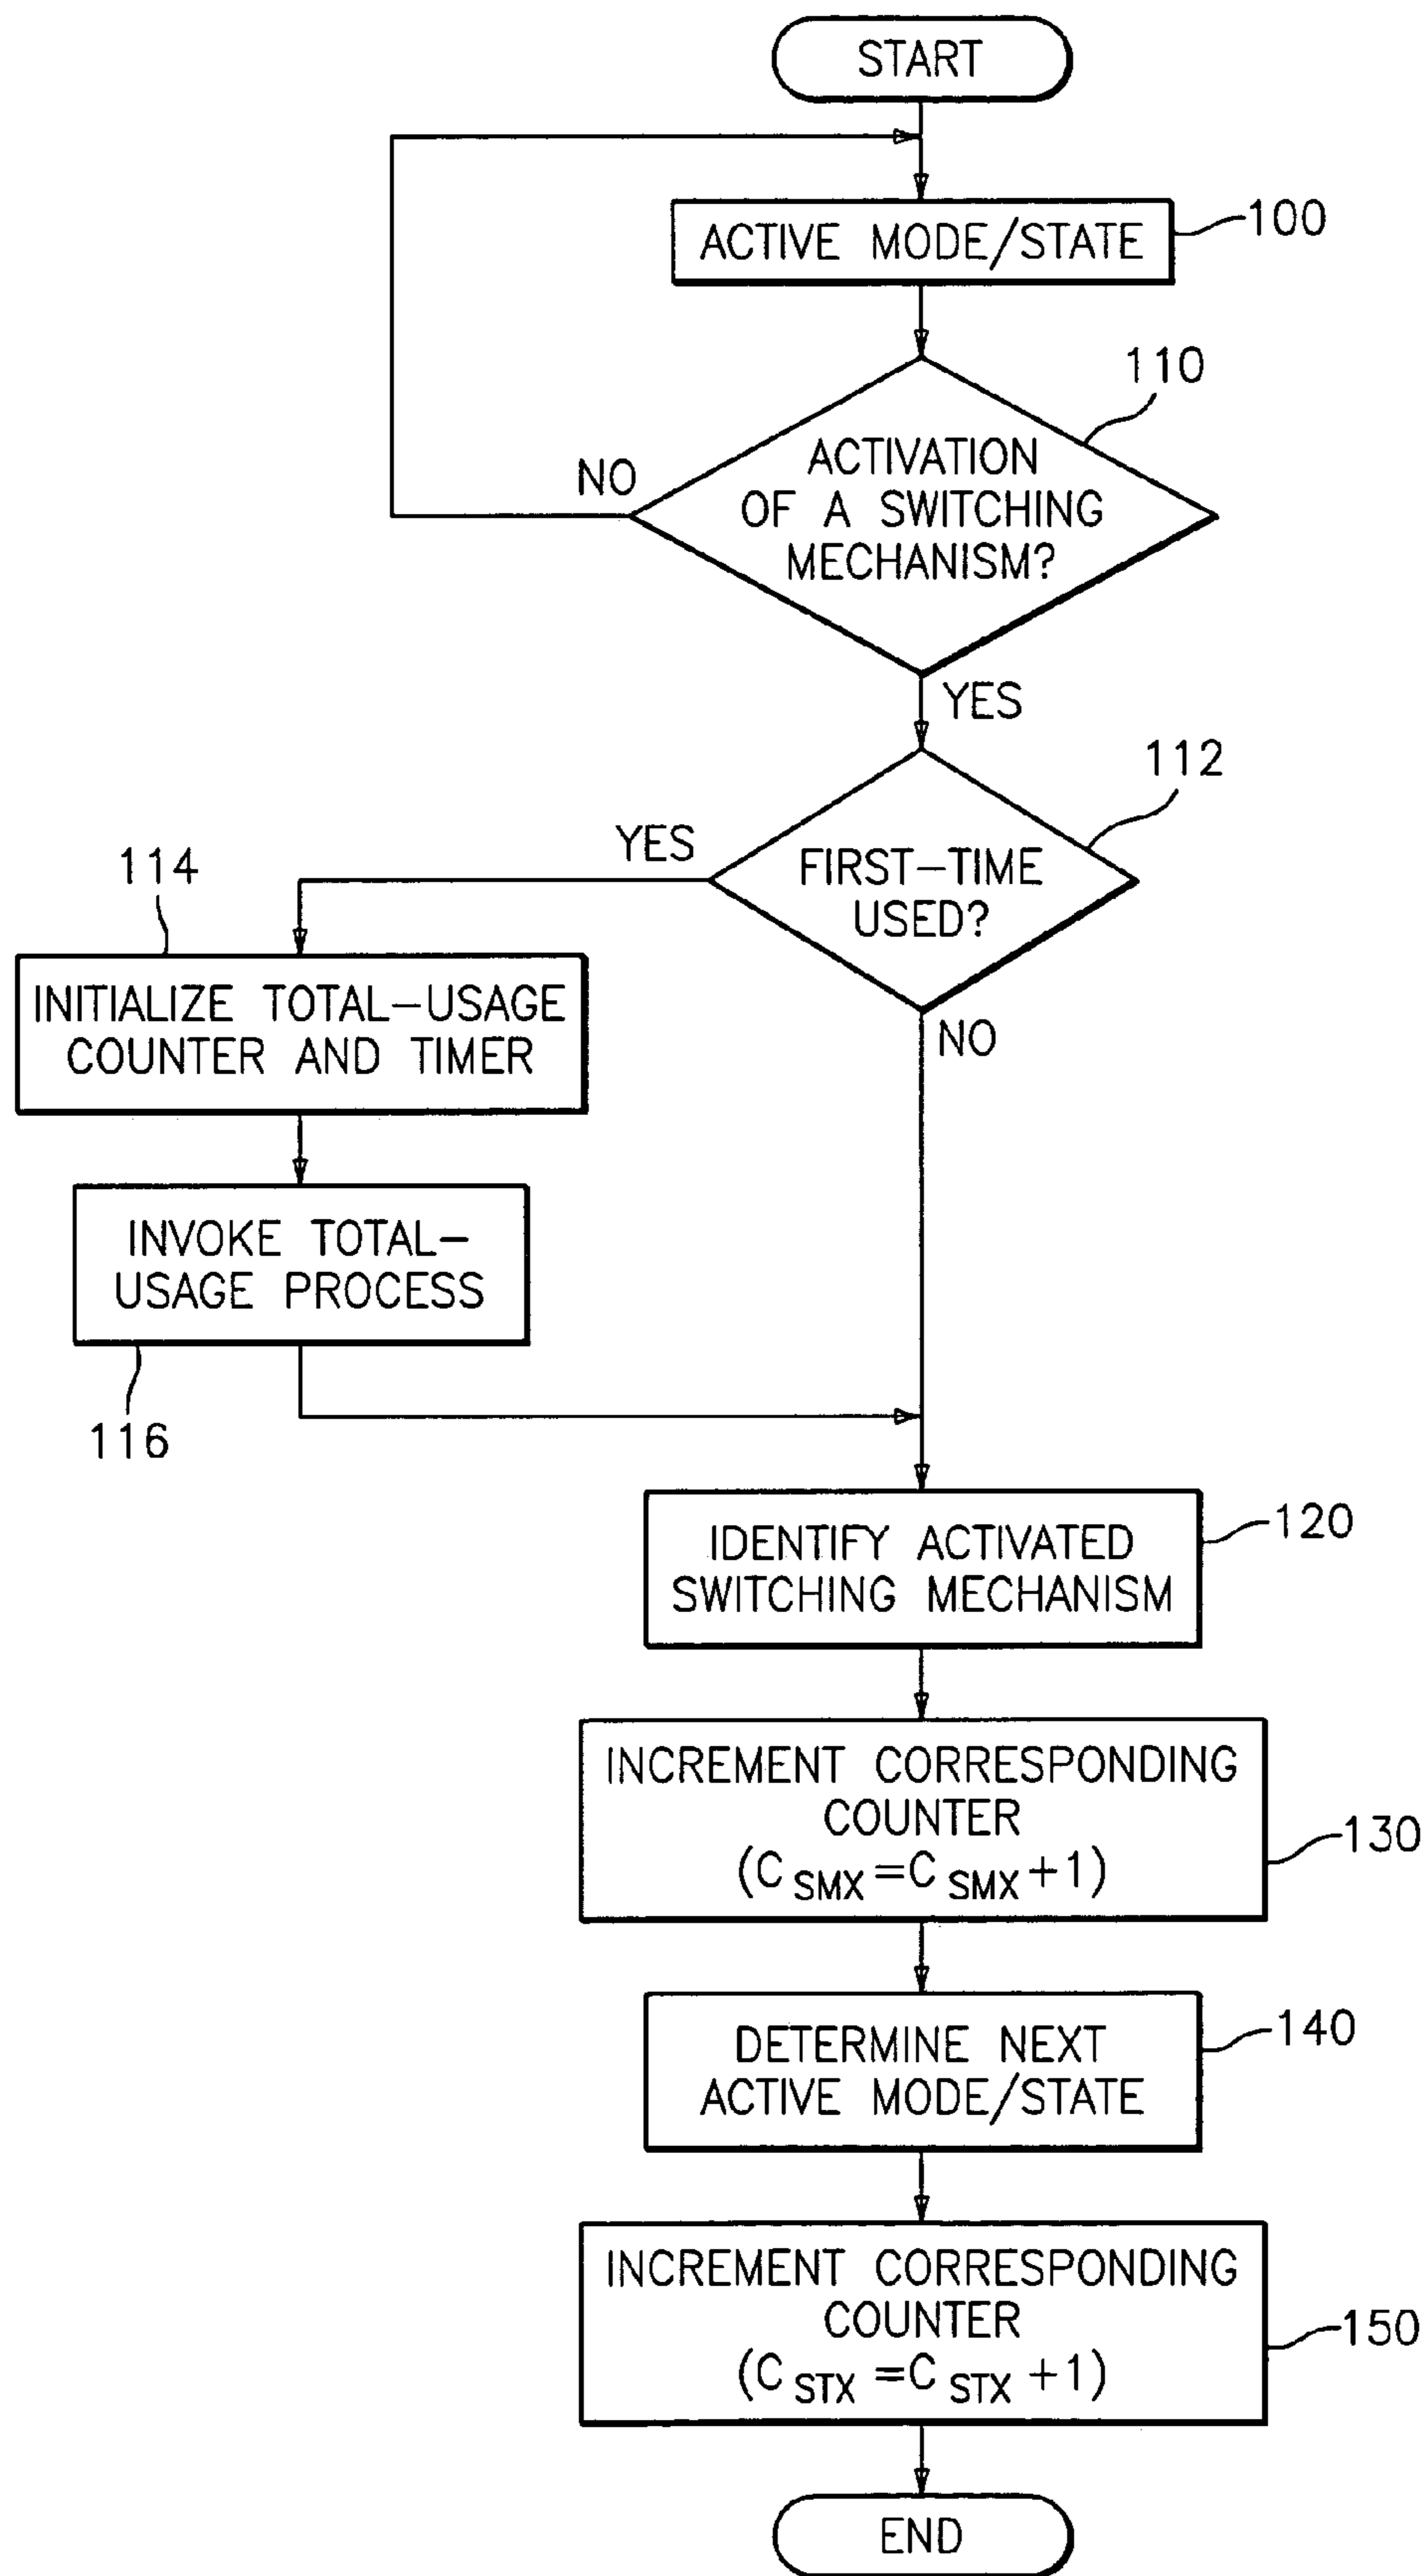 START
ACTIVE MODE/STATE
100
110
ACTIVATION
OF A SWITCHING
MECHANISM?
NO
YES
112
FIRST-TIME
USED?
YES
NO
114
INITIALIZE TOTAL-USAGE
COUNTER AND TIMER
INVOKE TOTAL-
USAGE PROCESS
116
IDENTIFY ACTIVATED
SWITCHING MECHANISM
120
INCREMENT CORRESPONDING
COUNTER
(C SMX =C SMX +1)
130
DETERMINE NEXT
ACTIVE MODE/STATE
140
INCREMENT CORRESPONDING
COUNTER
(C STX =C STX +1)
150
END